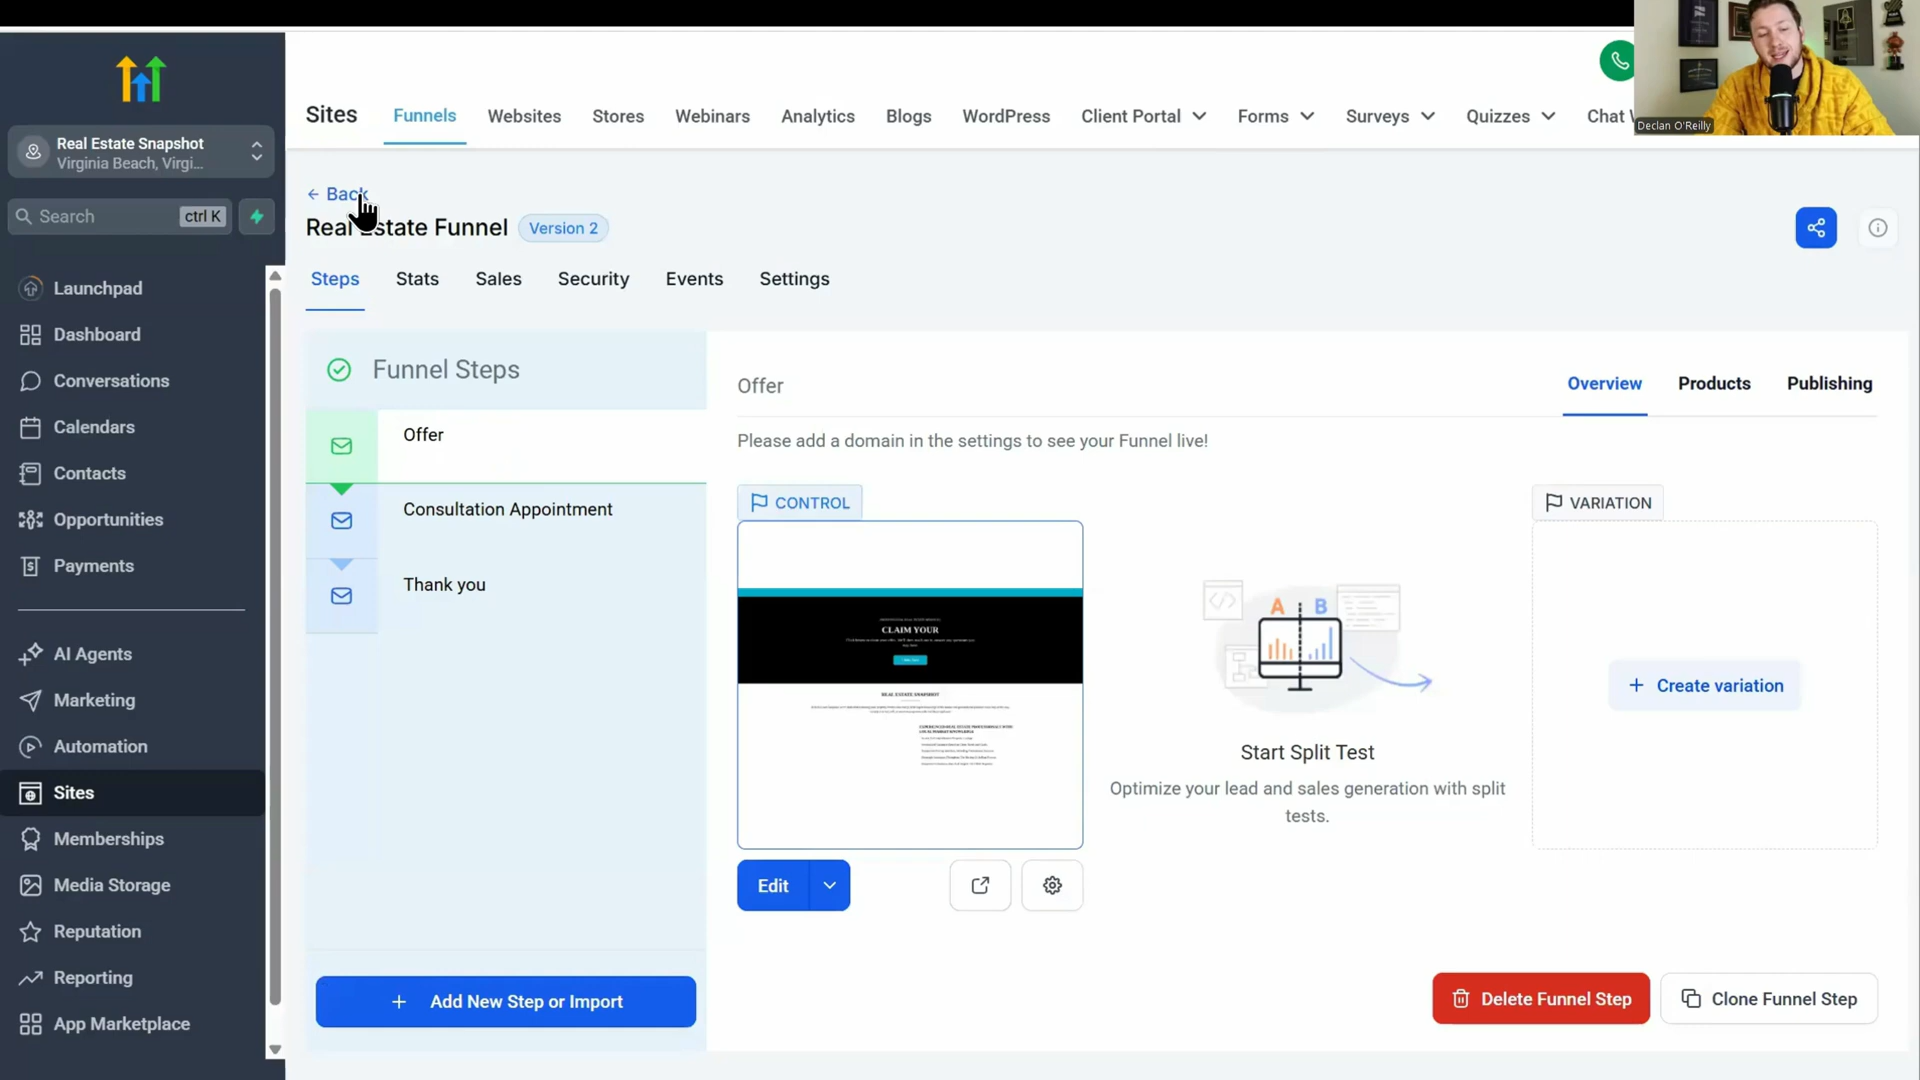 Declan O'Reilly
Real Estate Snapshot
Virginia Beach, Virgi...
Search
ctrl K
Launchpad
Dashboard
Conversations
Calendars
Contacts
Opportunities
Payments
AI Agents
Marketing
Automation
Sites
Memberships
Media Storage
Reputation
Reporting
App Marketplace
Sites
Funnels
Websites
Stores
Webinars
Analytics
Blogs
WordPress
Client Portal
Forms
Surveys
Quizzes
Chat
← Back
Real Estate Funnel
Version 2
Steps
Stats
Sales
Security
Events
Settings
Funnel Steps
Offer
Consultation Appointment
Thank you
+ Add New Step or Import
Offer
Overview
Products
Publishing
Please add a domain in the settings to see your Funnel live!
CONTROL
CLAIM YOUR
REAL ESTATE SNAPSHOT
Edit
A B
Start Split Test
Optimize your lead and sales generation with split
tests.
VARIATION
+ Create variation
Delete Funnel Step
Clone Funnel Step